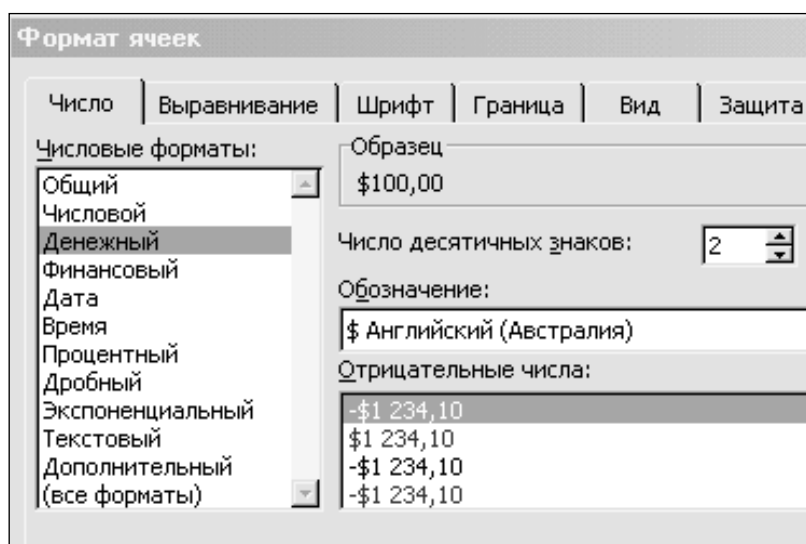 Формат ячеек
Число Выравнивание Шрифт Граница Вид Защита
Числовые форматы:
Общий
Числовой
Денежный
Финансовый
Дата
Время
Процентный
Дробный
Экспоненциальный
Текстовый
Дополнительный
(все форматы)
Образец
$100,00
Число десятичных знаков: 2
Обозначение:
$ Английский (Австралия)
Отрицательные числа:
-$1 234,10
$1 234,10
-$1 234,10
-$1 234,10